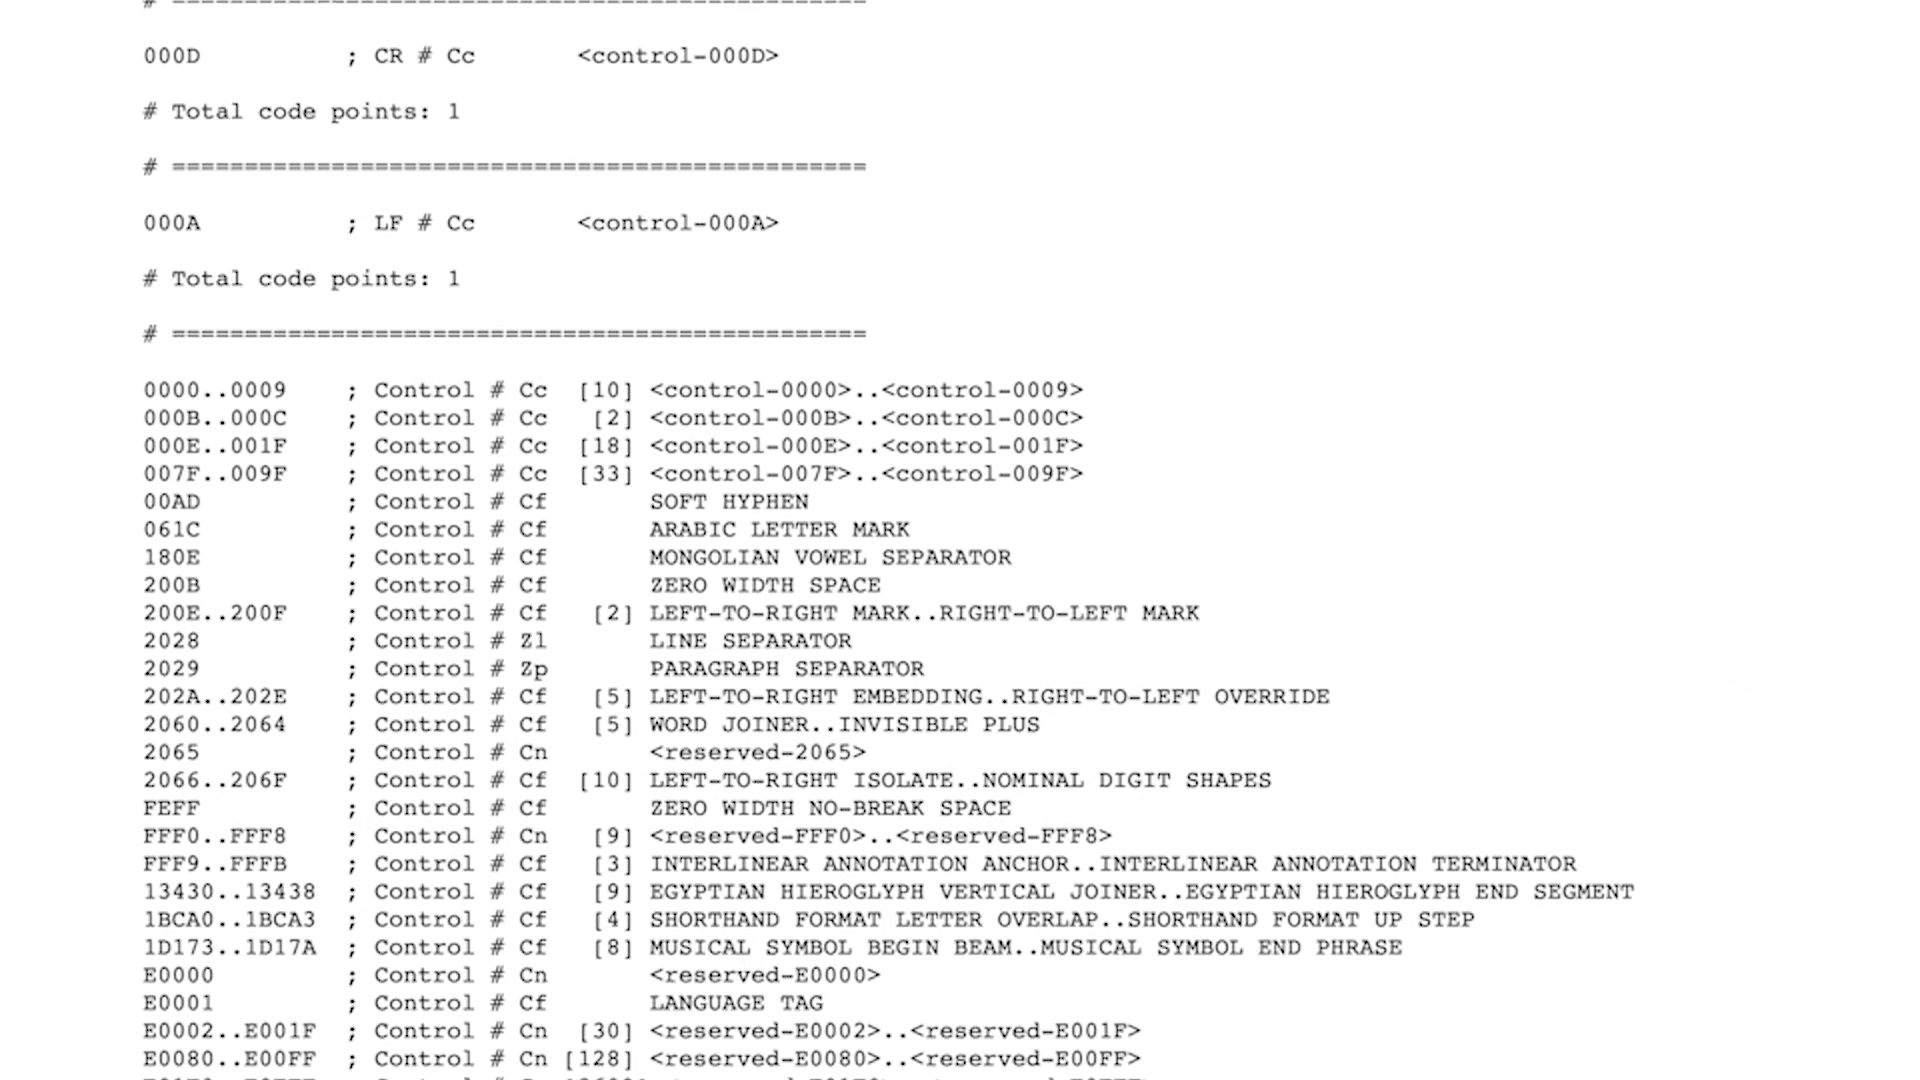 # ================================================
000D ; CR # Cc <control-000D>
# Total code points: 1
# ================================================
000A ; LF # Cc <control-000A>
# Total code points: 1
# ================================================
0000..0009 ; Control # Cc [10] <control-0000>..<control-0009>
000B..000C ; Control # Cc [2] <control-000B>..<control-000C>
000E..001F ; Control # Cc [18] <control-000E>..<control-001F>
007F..009F ; Control # Cc [33] <control-007F>..<control-009F>
00AD ; Control # Cf SOFT HYPHEN
061C ; Control # Cf ARABIC LETTER MARK
180E ; Control # Cf MONGOLIAN VOWEL SEPARATOR
200B ; Control # Cf ZERO WIDTH SPACE
200E..200F ; Control # Cf [2] LEFT-TO-RIGHT MARK..RIGHT-TO-LEFT MARK
2028 ; Control # Zl LINE SEPARATOR
2029 ; Control # Zp PARAGRAPH SEPARATOR
202A..202E ; Control # Cf [5] LEFT-TO-RIGHT EMBEDDING..RIGHT-TO-LEFT OVERRIDE
2060..2064 ; Control # Cf [5] WORD JOINER..INVISIBLE PLUS
2065 ; Control # Cn <reserved-2065>
2066..206F ; Control # Cf [10] LEFT-TO-RIGHT ISOLATE..NOMINAL DIGIT SHAPES
FEFF ; Control # Cf ZERO WIDTH NO-BREAK SPACE
FFF0..FFF8 ; Control # Cn [9] <reserved-FFF0>..<reserved-FFF8>
FFF9..FFFB ; Control # Cf [3] INTERLINEAR ANNOTATION ANCHOR..INTERLINEAR ANNOTATION TERMINATOR
13430..13438 ; Control # Cf [9] EGYPTIAN HIEROGLYPH VERTICAL JOINER..EGYPTIAN HIEROGLYPH END SEGMENT
1BCA0..1BCA3 ; Control # Cf [4] SHORTHAND FORMAT LETTER OVERLAP..SHORTHAND FORMAT UP STEP
1D173..1D17A ; Control # Cf [8] MUSICAL SYMBOL BEGIN BEAM..MUSICAL SYMBOL END PHRASE
E0000 ; Control # Cn <reserved-E0000>
E0001 ; Control # Cf LANGUAGE TAG
E0002..E001F ; Control # Cn [30] <reserved-E0002>..<reserved-E001F>
E0080..E00FF ; Control # Cn [128] <reserved-E0080>..<reserved-E00FF>